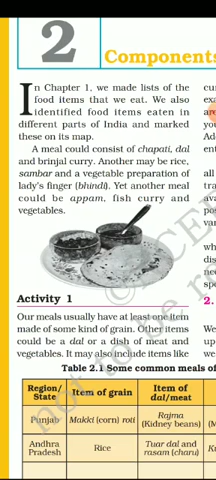 2
Components
In Chapter 1, we made lists of the
food items that we eat. We also
identified food items eaten in
different parts of India and marked
these on its map.
A meal could consist of chapati, dal
and brinjal curry. Another may be rice,
sambar and a vegetable preparation of
lady's finger (bhindi). Yet another meal
could be appam, fish curry and
vegetables.
Activity 1
Our meals usually have at least one item
made of some kind of grain. Other items
could be a dal or a dish of meat and
vegetables. It may also include items like
2.
We
up
we
Table 2.1 Some common meals of
Region/
State
Item of grain
Item of
dal/meat
Punjab
Makki (corn) roti
Rajma
(Kidney beans)
Andhra
Pradesh
Rice
Tuar dal and
rasam (charu)
not to be